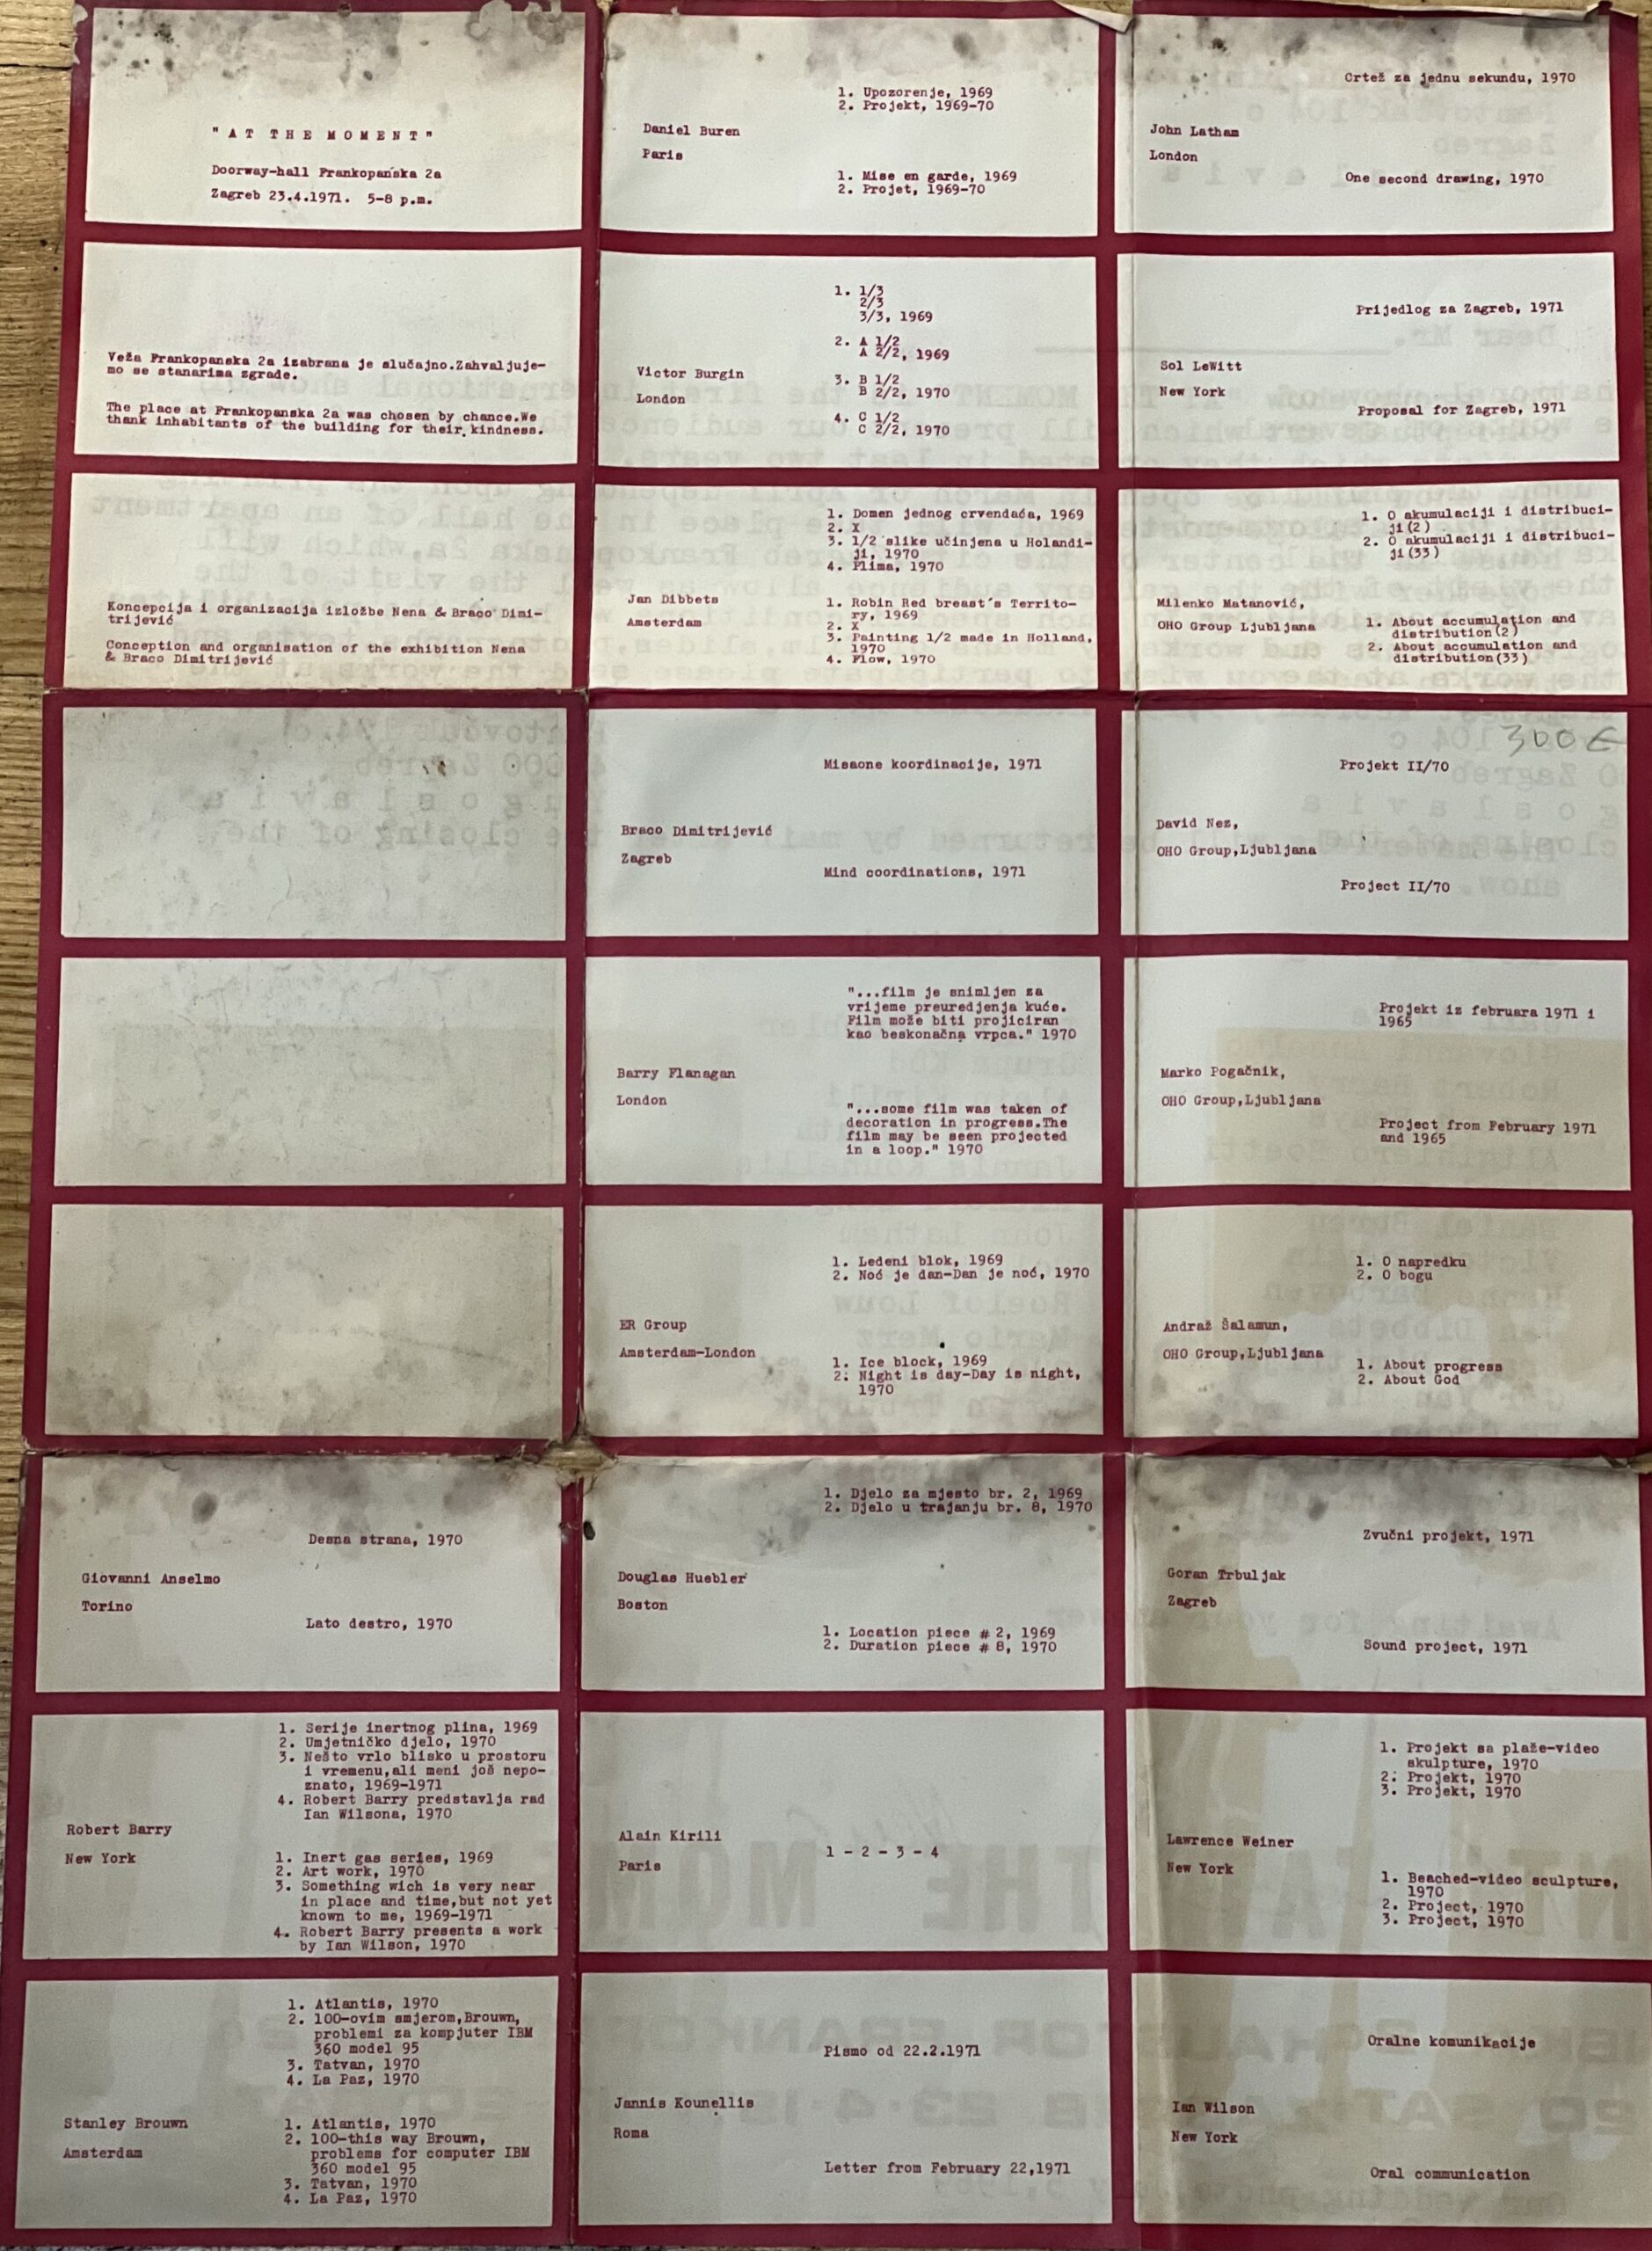 " A T   T H E   M O M E N T "
Doorway-hall Frankopanska 2a
Zagreb 23.4.1971.  5-8 p.m.
Veža Frankopanska 2a izabrana je slučajno.Zahvaljuje-
mo se stanarima zgrade.
The place at Frankopanska 2a was chosen by chance.We
thank inhabitants of the building for their kindness.
Koncepcija i organizacija izložbe Nena & Braco Dimi-
trijević
Conception and organisation of the exhibition Nena
& Braco Dimitrijević
Giovanni Anselmo
Torino
Desna strana, 1970
Lato destro, 1970
Robert Barry
New York
1. Serije inertnog plina, 1969
2. Umjetničko djelo, 1970
3. Nešto vrlo blisko u prostoru
i vremenu,ali meni još nepo-
znato, 1969-1971
4. Robert Barry predstavlja rad
Ian Wilsona, 1970
1. Inert gas series, 1969
2. Art work, 1970
3. Something wich is very near
in place and time,but not yet
known to me, 1969-1971
4. Robert Barry presents a work
by Ian Wilson, 1970
Stanley Brouwn
Amsterdam
1. Atlantis, 1970
2. 100-ovim smjerom,Brouwn,
problemi za kompjuter IBM
360 model 95
3. Tatvan, 1970
4. La Paz, 1970
1. Atlantis, 1970
2. 100-this way Brouwn,
problems for computer IBM
360 model 95
3. Tatvan, 1970
4. La Paz, 1970
Daniel Buren
Paris
1. Upozorenje, 1969
2. Projekt, 1969-70
1. Mise en garde, 1969
2. Projet, 1969-70
Victor Burgin
London
1. 1/3
2/3
3/3, 1969
2. A 1/2
A 2/2, 1969
3. B 1/2
B 2/2, 1970
4. C 1/2
C 2/2, 1970
Jan Dibbets
Amsterdam
1. Domen jednog crvendaća, 1969
2. X
3. 1/2 slike učinjena u Holandi-
ji, 1970
4. Plima, 1970
1. Robin Red breast's Territo-
ry, 1969
2. X
3. Painting 1/2 made in Holland,
1970
4. Flow, 1970
Braco Dimitrijević
Zagreb
Misaone koordinacije, 1971
Mind coordinations, 1971
Barry Flanagan
London
"...film je snimljen za
vrijeme preuredjenja kuće.
Film može biti projiciran
kao beskonačna vrpca." 1970
"...some film was taken of
decoration in progress.The
film may be seen projected
in a loop." 1970
ER Group
Amsterdam-London
1. Ledeni blok, 1969
2. Noć je dan-Dan je noć, 1970
1. Ice block, 1969
2. Night is day-Day is night,
1970
Douglas Huebler
Boston
1. Djelo za mjesto br. 2, 1969
2. Djelo u trajanju br. 8, 1970
1. Location piece # 2, 1969
2. Duration piece # 8, 1970
Alain Kirili
Paris
1 - 2 - 3 - 4
Jannis Kounellis
Roma
Pismo od 22.2.1971
Letter from February 22,1971
John Latham
London
Crtež za jednu sekundu, 1970
One second drawing, 1970
Sol LeWitt
New York
Prijedlog za Zagreb, 1971
Proposal for Zagreb, 1971
Milenko Matanović,
OHO Group Ljubljana
1. O akumulaciji i distribuci-
ji(2)
2. O akumulaciji i distribuci-
ji(33)
1. About accumulation and
distribution(2)
2. About accumulation and
distribution(33)
300 €
David Nez,
OHO Group,Ljubljana
Projekt II/70
Project II/70
Marko Pogačnik,
OHO Group,Ljubljana
Projekt iz februara 1971 i
1965
Project from February 1971
and 1965
Andraž Šalamun,
OHO Group,Ljubljana
1. O napredku
2. O bogu
1. About progress
2. About God
Goran Trbuljak
Zagreb
Zvučni projekt, 1971
Sound project, 1971
Lawrence Weiner
New York
1. Projekt sa plaže-video
skulpture, 1970
2. Projekt, 1970
3. Projekt, 1970
1. Beached-video sculpture,
1970
2. Project, 1970
3. Project, 1970
Ian Wilson
New York
Oralne komunikacije
Oral communication